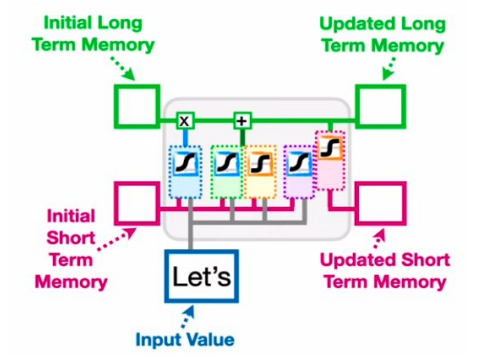 Initial Long
Term Memory
Updated Long
Term Memory
x
+
Initial
Short
Term
Memory
Let's
Updated Short
Term Memory
Input Value